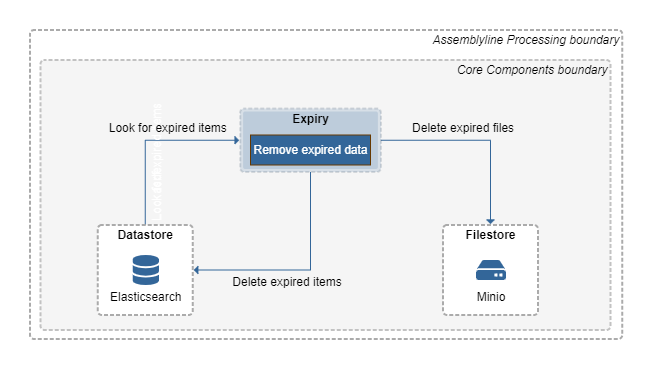 Assemblyline Processing boundary
Core Components boundary
Expiry
Remove expired data
Look for expired items
Delete expired files
Datastore
Elasticsearch
Filestore
Minio
Delete expired items